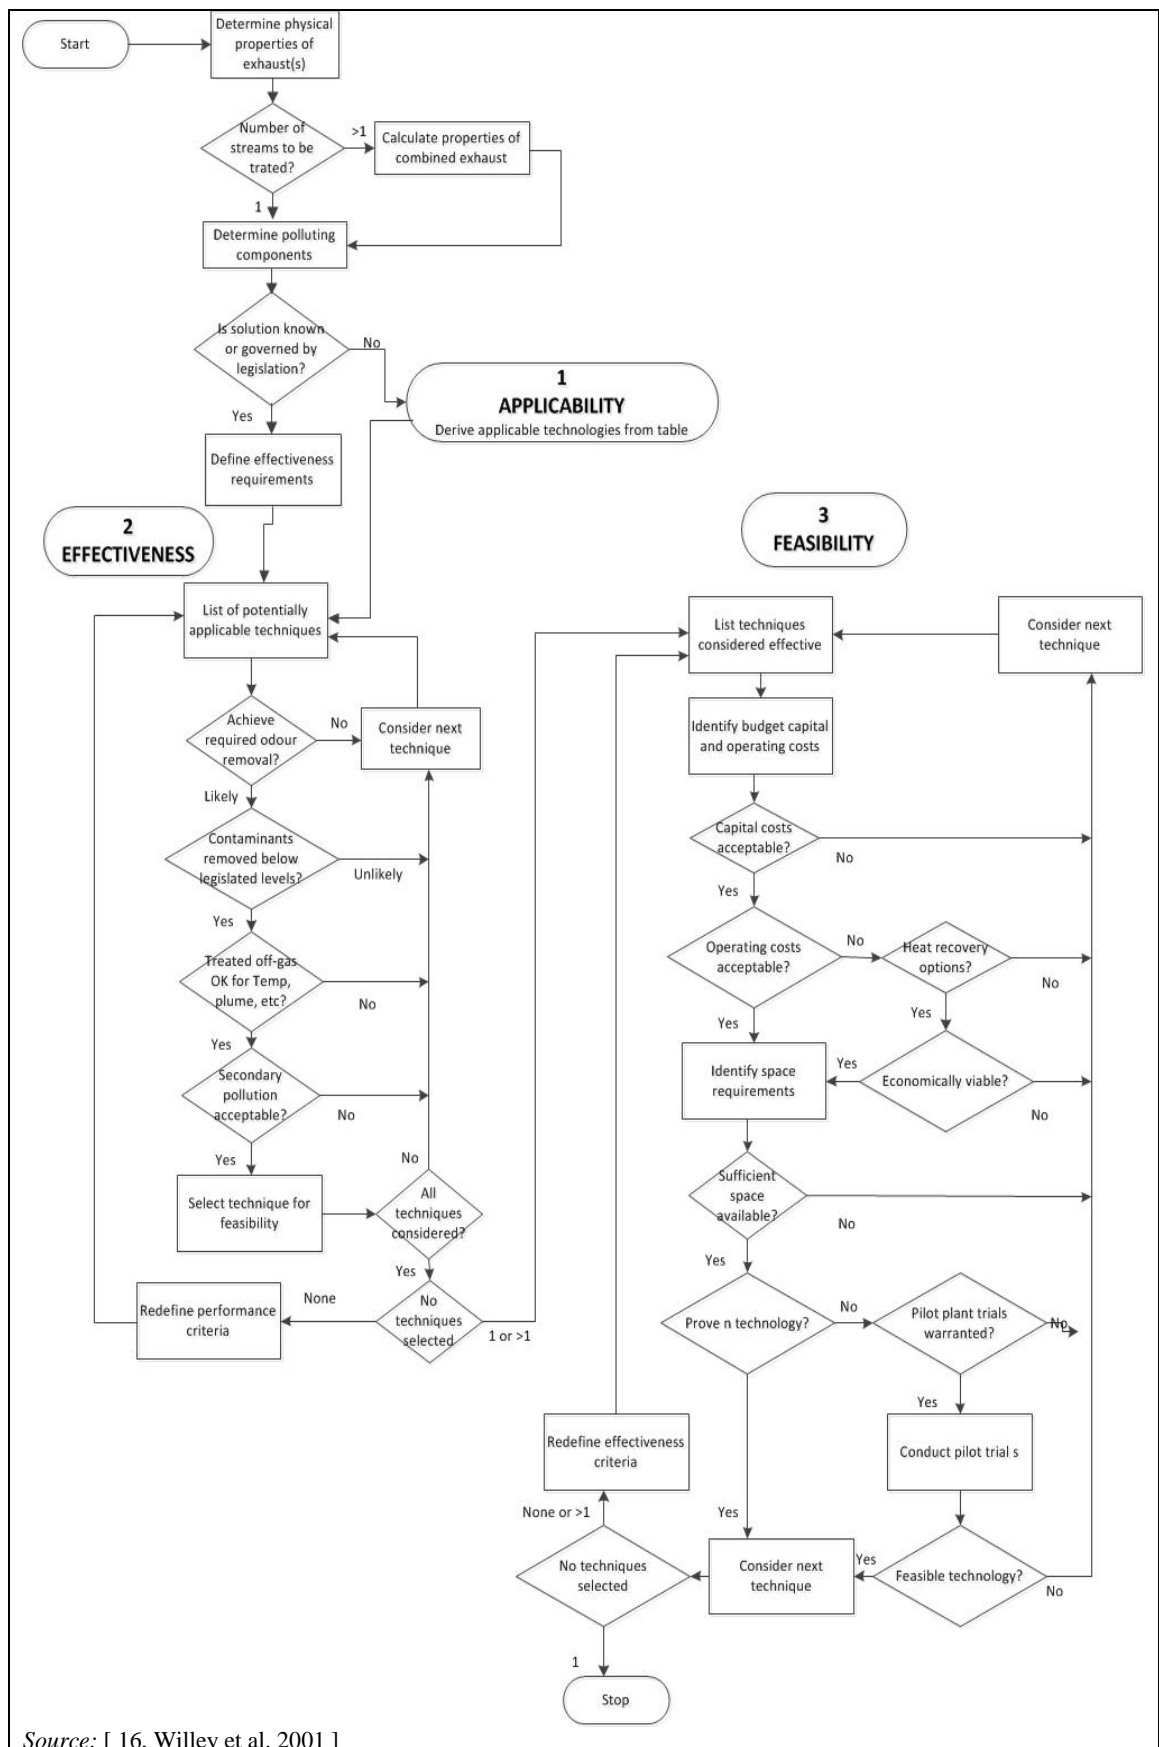 Start
Determine physical
properties of
exhaust(s)
Number of
streams to be
trated?
>1
Calculate properties of
combined exhaust
1
Determine polluting
components
Is solution known
or governed by
legislation?
No
Yes
1
APPLICABILITY
Derive applicable technologies from table
Define effectiveness
requirements
2
EFFECTIVENESS
List of potentially
applicable techniques
Achieve
required odour
removal?
No
Consider next
technique
Likely
Contaminants
removed below
legislated levels?
Unlikely
Yes
Treated off-gas
OK for Temp,
plume, etc?
No
Yes
Secondary
pollution
acceptable?
No
Yes
Select technique for
feasibility
No
All
techniques
considered?
Yes
No
techniques
selected
None
1 or >1
Redefine performance
criteria
3
FEASIBILITY
List techniques
considered effective
Consider next
technique
Identify budget capital
and operating costs
Capital costs
acceptable?
No
Yes
Operating costs
acceptable?
No
Heat recovery
options?
No
Yes
Yes
Identify space
requirements
Yes
Economically viable?
No
Sufficient
space
available?
No
Yes
Prove n technology?
No
Pilot plant trials
warranted?
No
Yes
Conduct pilot trial s
Redefine effectiveness
criteria
None or >1
Yes
No techniques
selected
Consider next
technique
Yes
Feasible technology?
No
1
Stop
Source: [ 16, Willey et al. 2001 ]